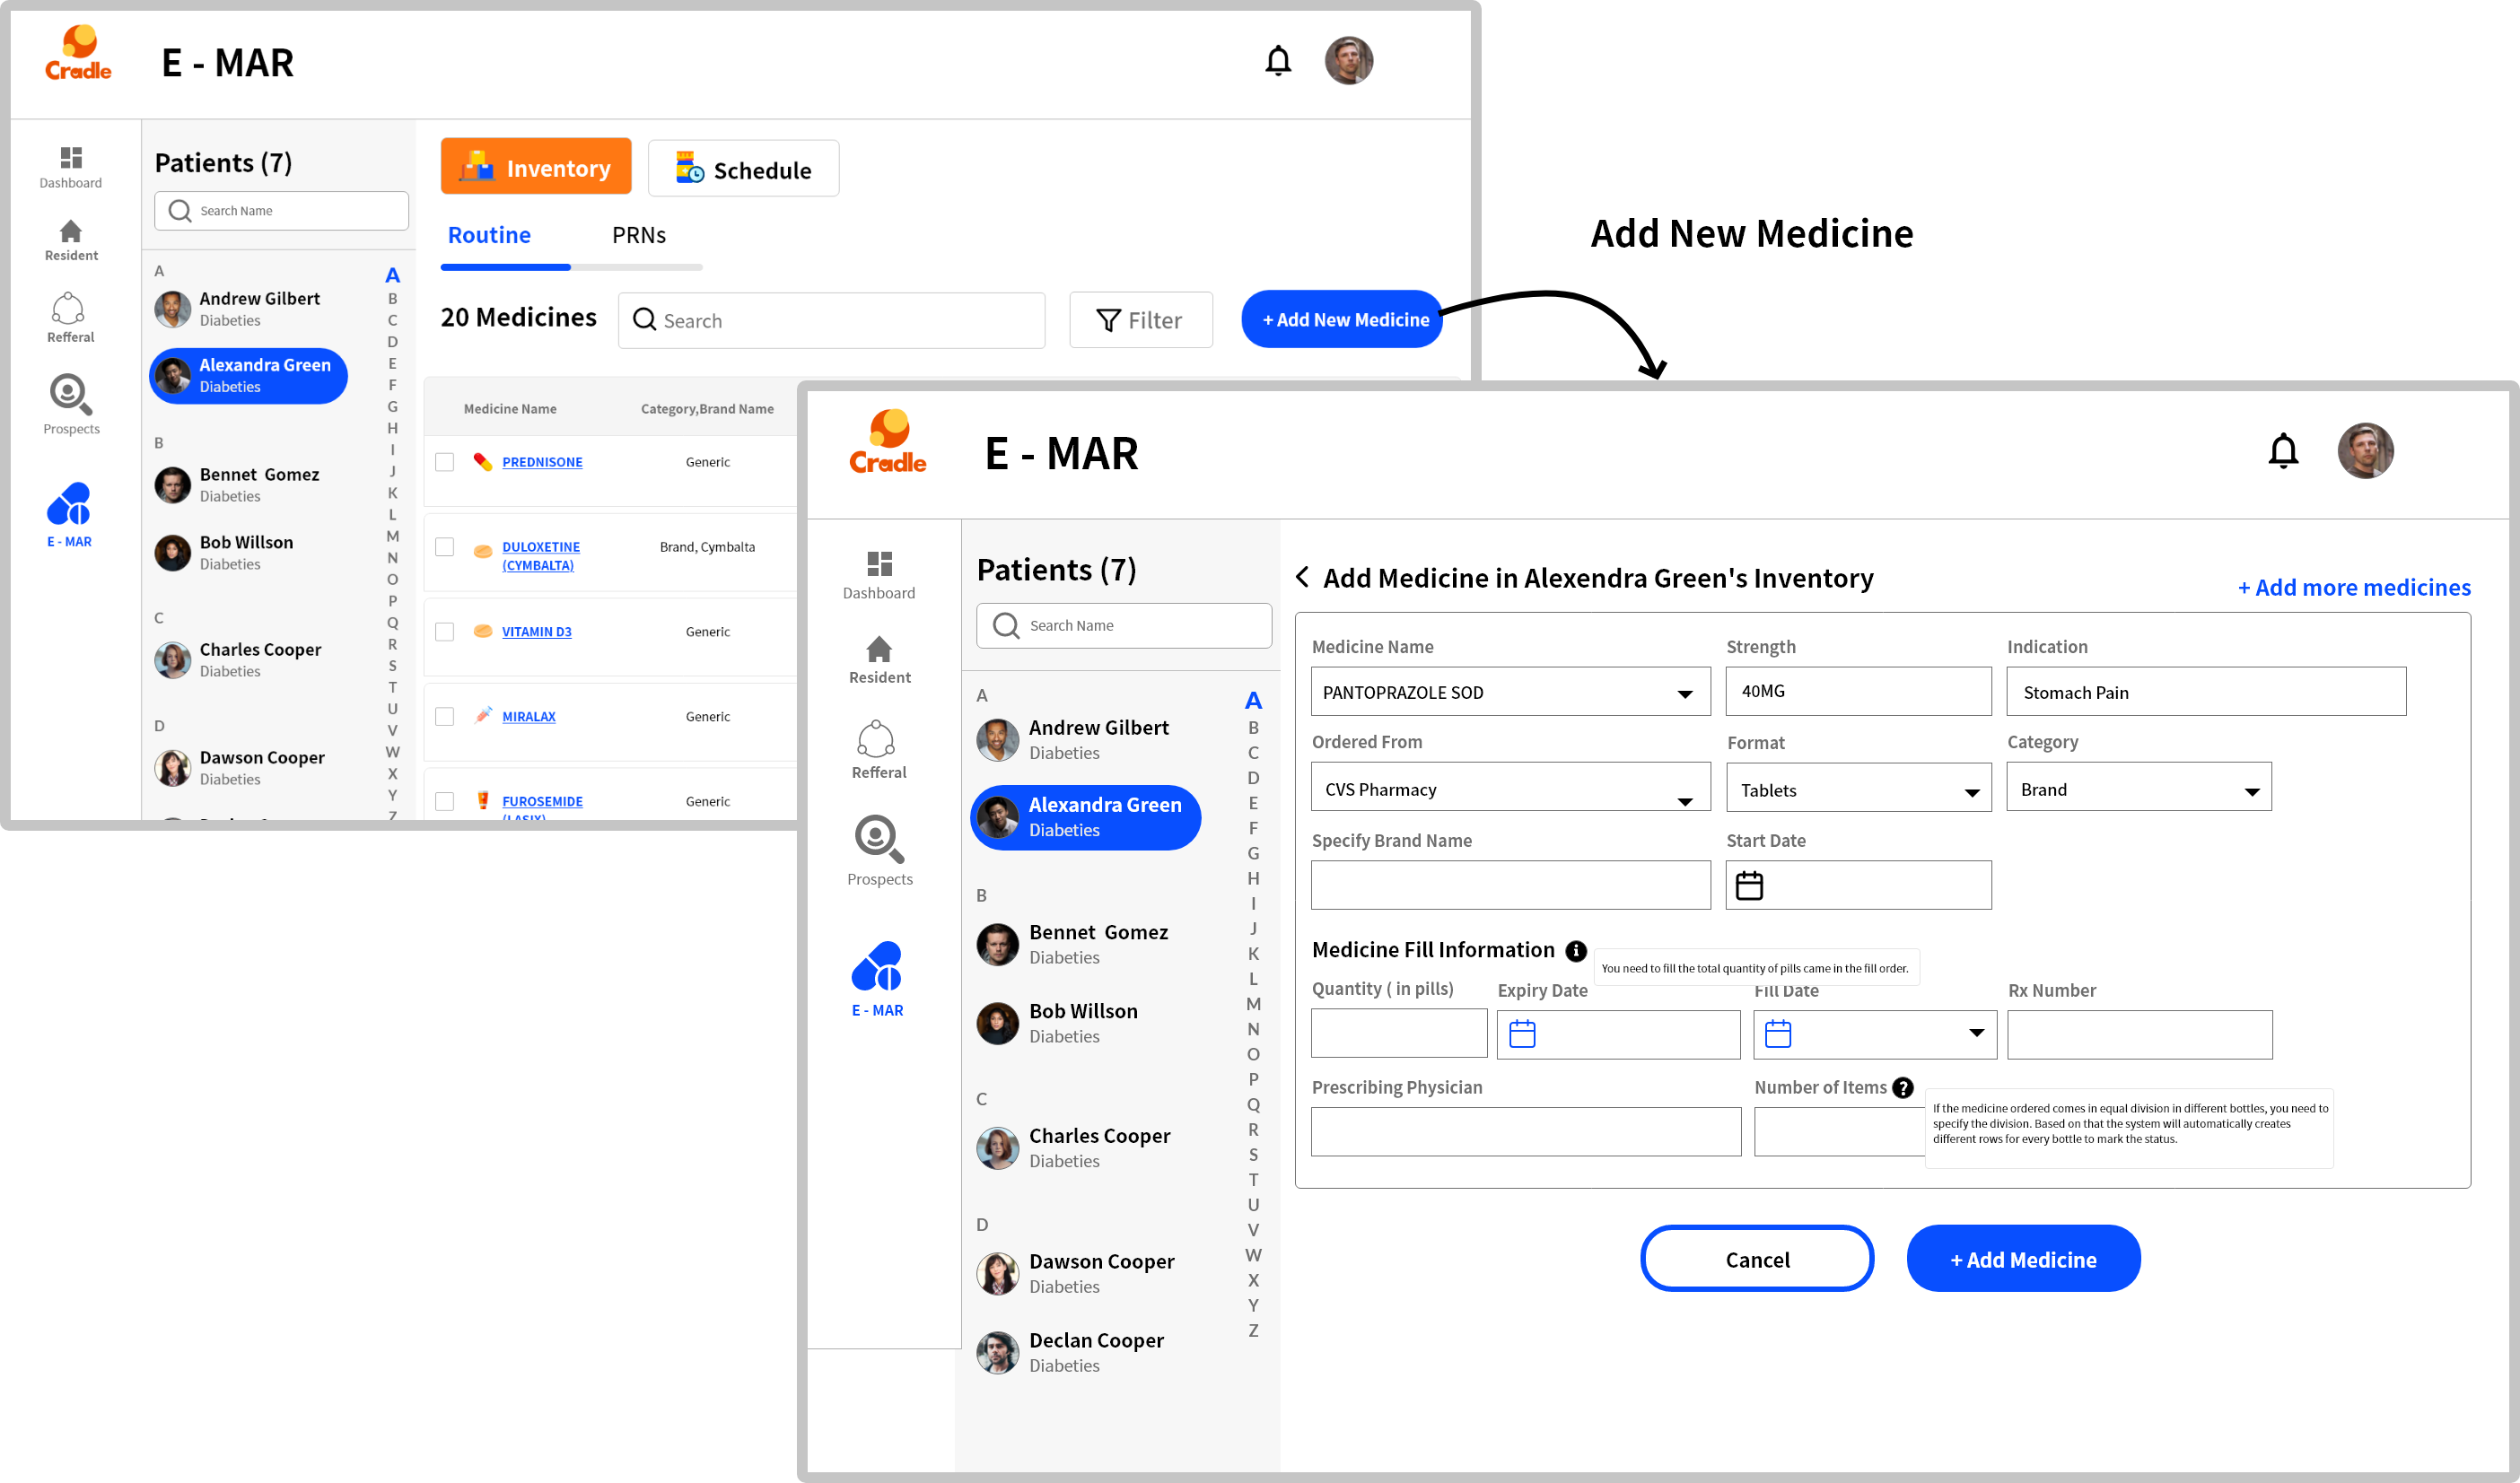 Cradle
E - MAR
Dashboard
Resident
Refferal
Prospects
E - MAR
Patients (7)
Search Name
A
Andrew Gilbert
Diabeties
Alexandra Green
Diabeties
B
Bennet  Gomez
Diabeties
Bob Willson
Diabeties
C
Charles Cooper
Diabeties
D
Dawson Cooper
Diabeties
A
B
C
D
E
F
G
H
I
J
K
L
M
N
O
P
Q
R
S
T
U
V
W
X
Y
Z
Inventory
Schedule
Routine
PRNs
20 Medicines
Search
Filter
+ Add New Medicine
Medicine Name
Category,Brand Name
PREDNISONE
Generic
DULOXETINE
(CYMBALTA)
Brand, Cymbalta
VITAMIN D3
Generic
MIRALAX
Generic
FUROSEMIDE
(LASIX)
Generic
Add New Medicine
Cradle
E - MAR
Dashboard
Resident
Refferal
Prospects
E - MAR
Patients (7)
Search Name
A
Andrew Gilbert
Diabeties
Alexandra Green
Diabeties
B
Bennet  Gomez
Diabeties
Bob Willson
Diabeties
C
Charles Cooper
Diabeties
D
Dawson Cooper
Diabeties
Declan Cooper
Diabeties
A
B
C
D
E
F
G
H
I
J
K
L
M
N
O
P
Q
R
S
T
U
V
W
X
Y
Z
Add Medicine in Alexendra Green's Inventory
+ Add more medicines
Medicine Name
Strength
Indication
PANTOPRAZOLE SOD
40MG
Stomach Pain
Ordered From
Format
Category
CVS Pharmacy
Tablets
Brand
Specify Brand Name
Start Date
Medicine Fill Information
You need to fill the total quantity of pills came in the fill order.
Quantity ( in pills)
Expiry Date
Fill Date
Rx Number
Prescribing Physician
Number of Items ?
If the medicine ordered comes in equal division in different bottles, you need to
specify the division. Based on that the system will automatically creates
different rows for every bottle to mark the status.
Cancel
+ Add Medicine